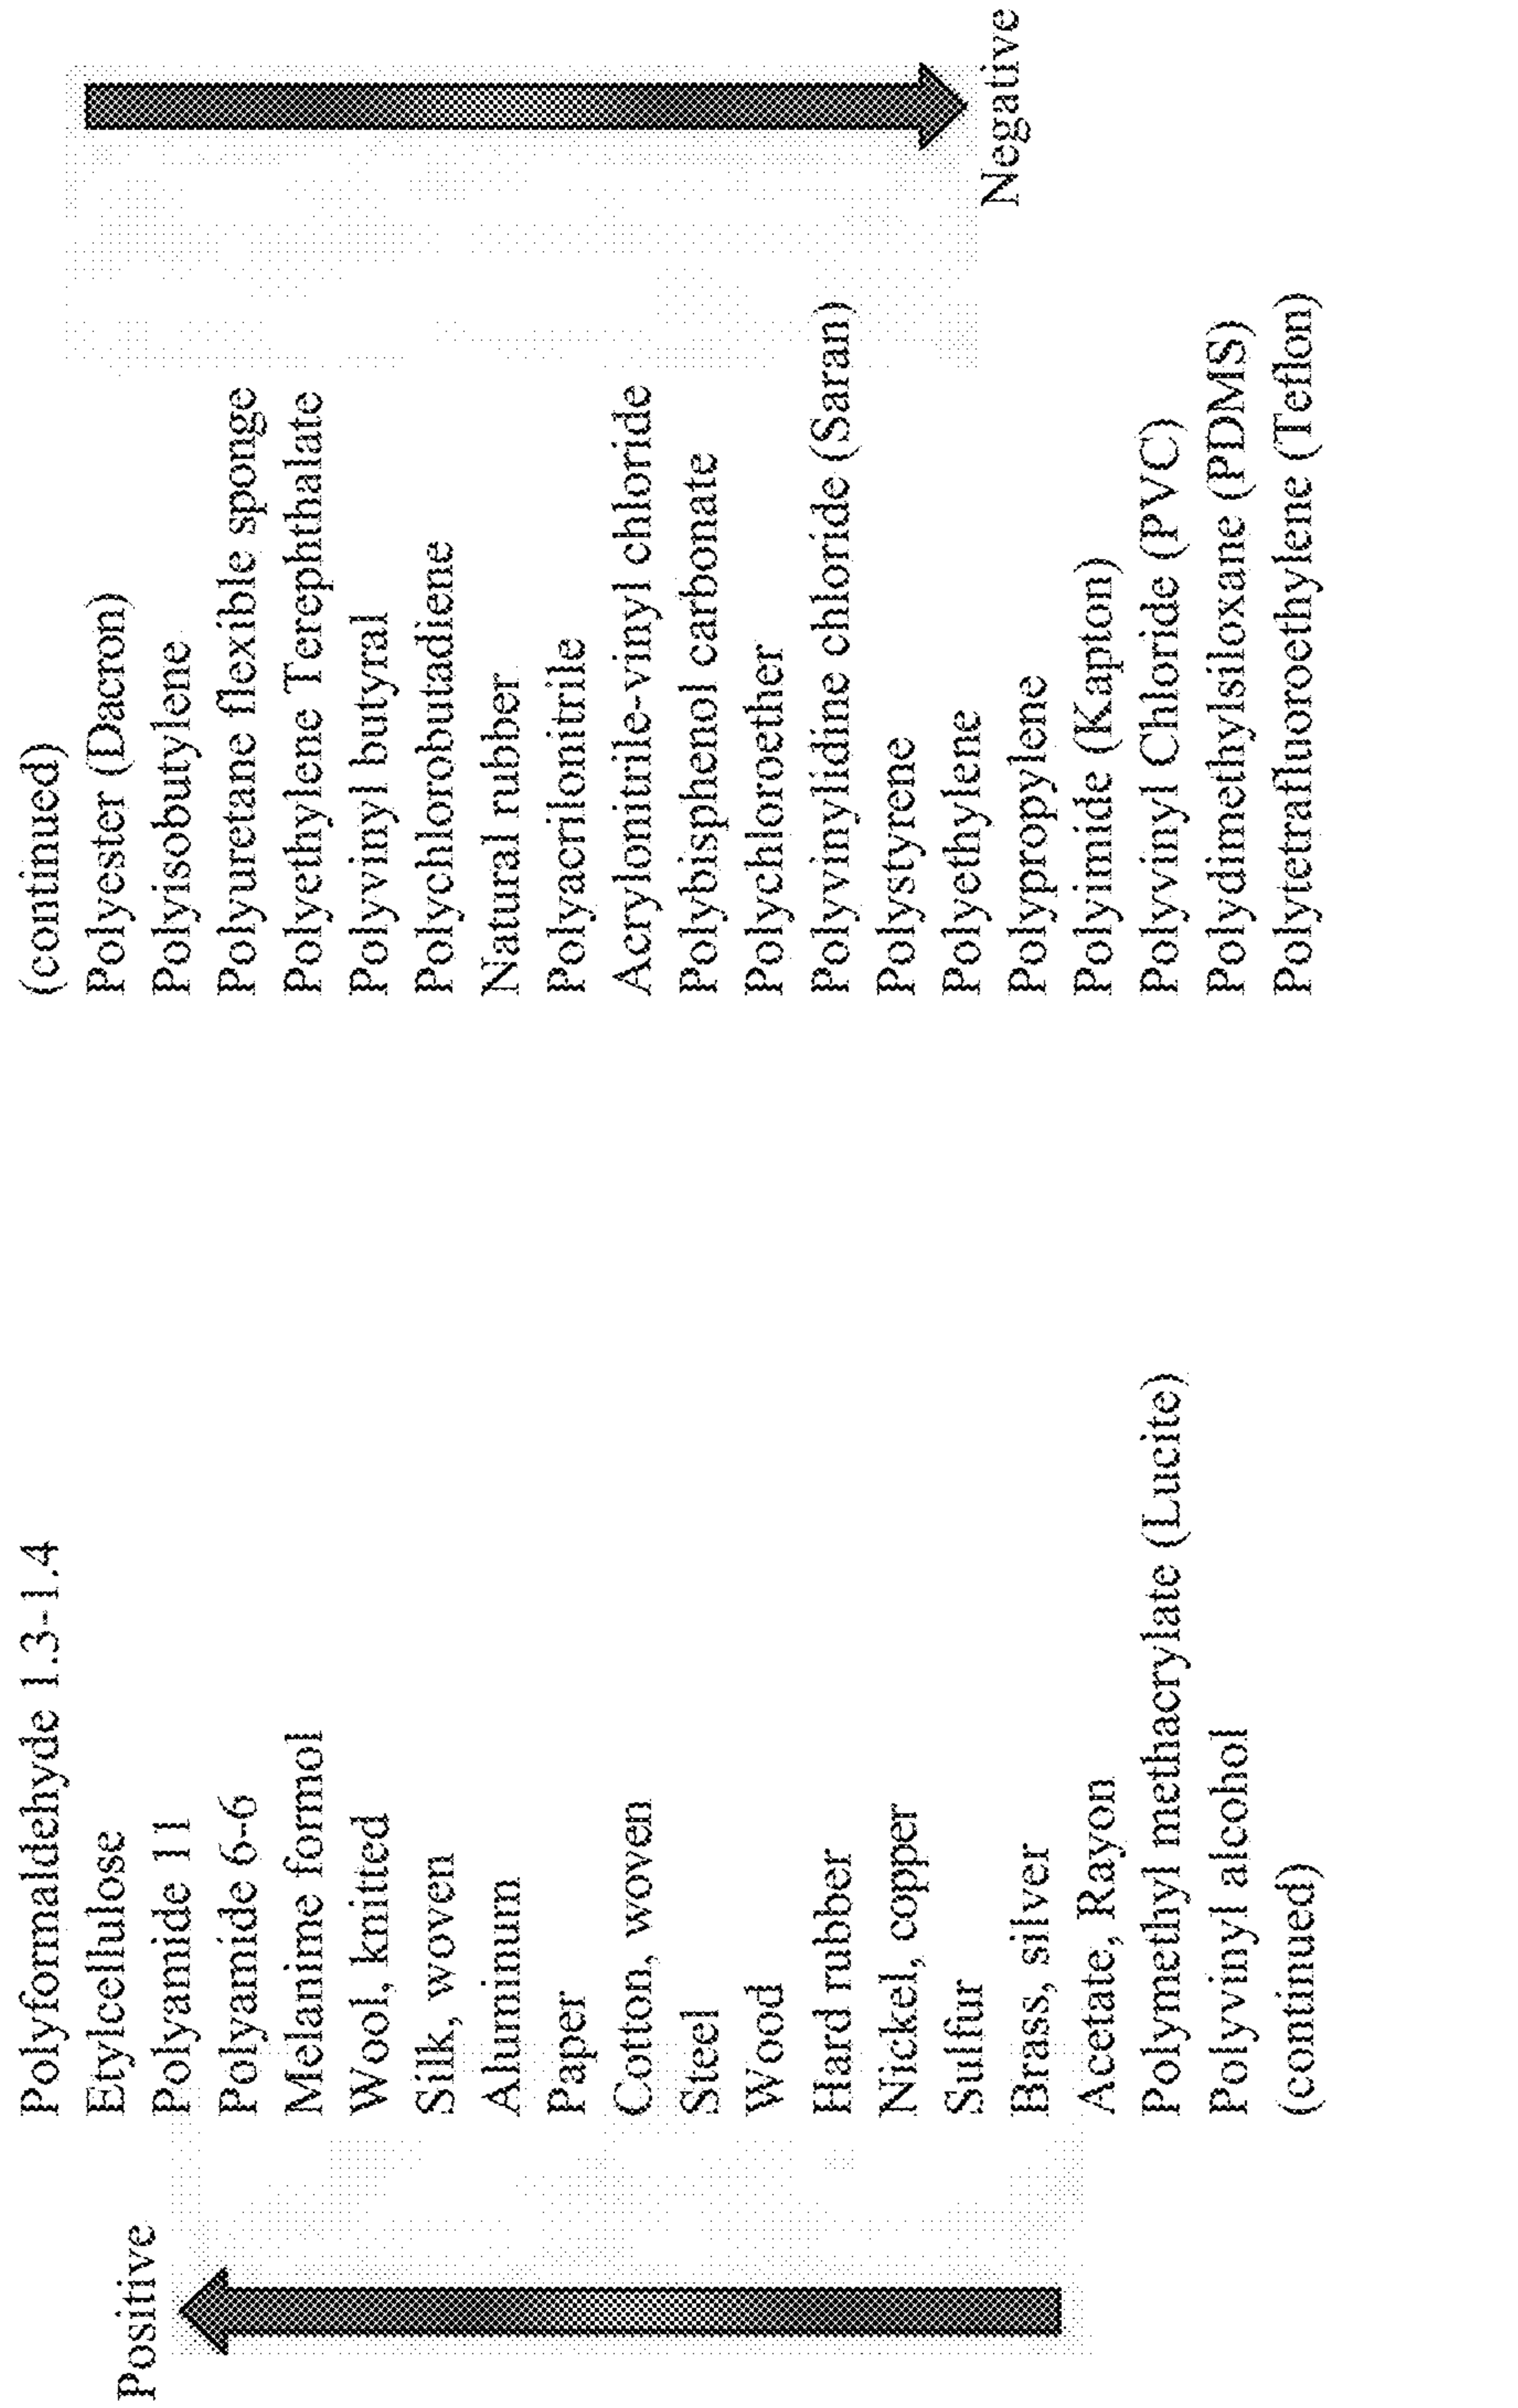 Positive
Polyformaldehyde 1.3-1.4
Etylcellulose
Polyamide 11
Polyamide 6-6
Melanime formol
Wool, knitted
Silk, woven
Aluminum
Paper
Cotton, woven
Steel
Wood
Hard rubber
Nickel, copper
Sulfur
Brass, silver
Acetate, Rayon
Polymethyl methacrylate (Lucite)
Polyvinyl alcohol
(continued)
(continued)
Polyester (Dacron)
Polyisobutylene
Polyuretane flexible sponge
Polyethylene Terephthalate
Polyvinyl butyral
Polychlorobutadiene
Natural rubber
Polyacrilonitrile
Acrylonitrile-vinyl chloride
Polybisphenol carbonate
Polychloroether
Polyvinylidine chloride (Saran)
Polystyrene
Polyethylene
Polypropylene
Polyimide (Kapton)
Polyvinyl Chloride (PVC)
Polydimethylsiloxane (PDMS)
Polytetrafluoroethylene (Teflon)
Negative